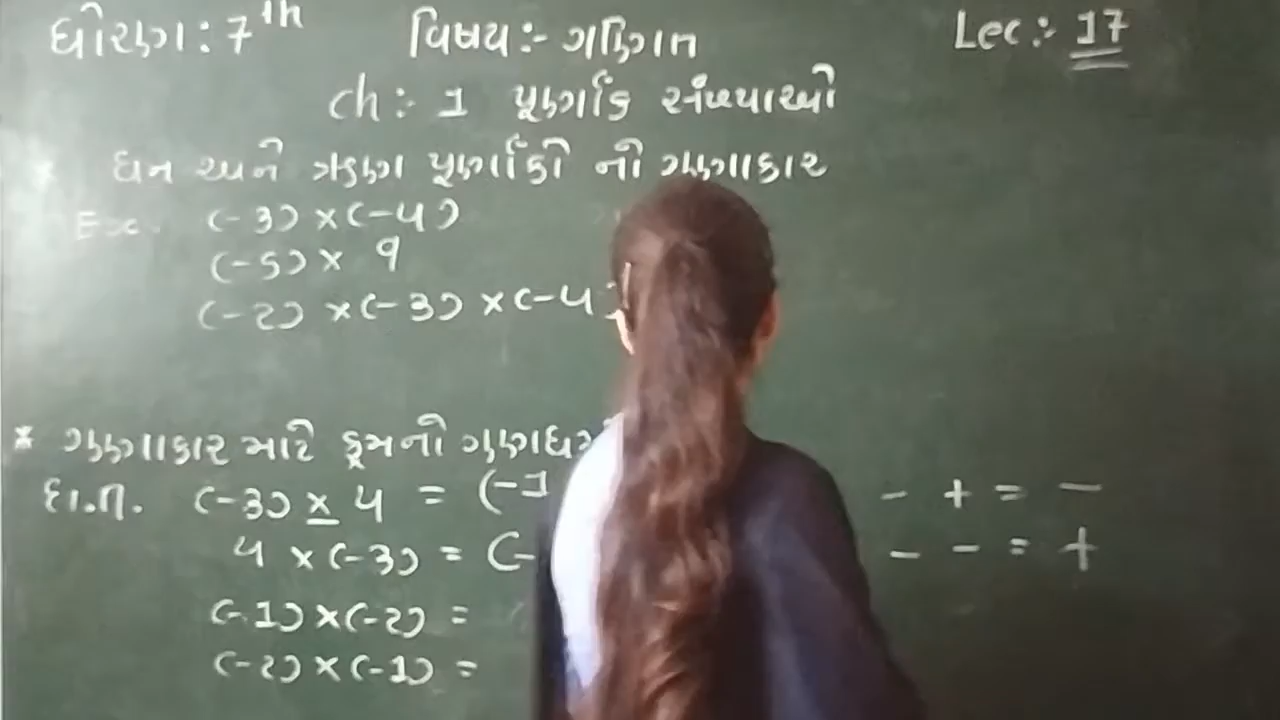 ધોરણ : 7th વિષય :- ગણિત Lec :- 17
ch :- 1 પૂર્ણાંક સંખ્યાઓ
* ધન અને ઋણ પૂર્ણાંકો નો ગુણાકાર
Ex. (-3) × (-4)
(-5) × 9
(-2) × (-3) × (-4)
* ગુણાકાર માટે ક્રમનો
દા.ત. (-3) × 4 = (-1 - + = -
4 × (-3) = (- - - = +
(-1) × (-2) =
(-2) × (-1) =